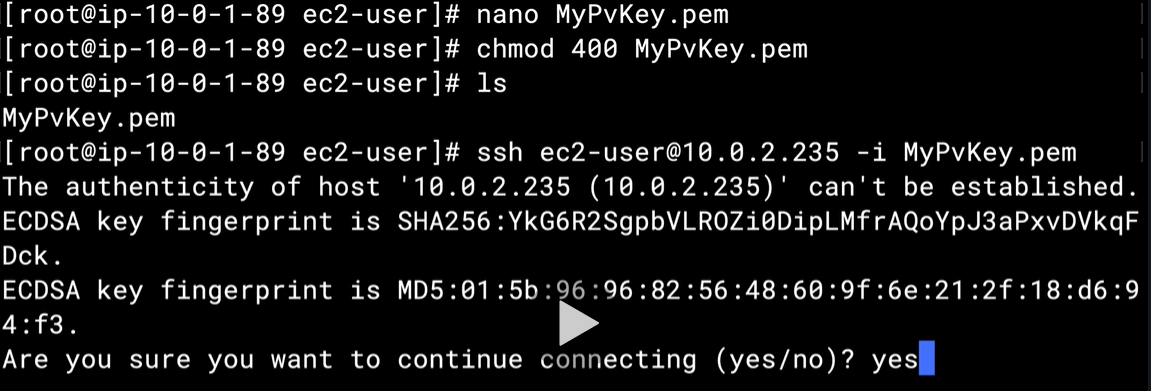 [root@ip-10-0-1-89 ec2-user]# nano MyPvKey.pem
[root@ip-10-0-1-89 ec2-user]# chmod 400 MyPvKey.pem
[root@ip-10-0-1-89 ec2-user]# ls
MyPvKey.pem
[root@ip-10-0-1-89 ec2-user]# ssh ec2-user@10.0.2.235 -i MyPvKey.pem
The authenticity of host '10.0.2.235 (10.0.2.235)' can't be established.
ECDSA key fingerprint is SHA256:YkG6R2SgpbVLROZi0DipLMfrAQoYpJ3aPxvDVkqF
Dck.
ECDSA key fingerprint is MD5:01:5b:96:96:82:56:48:60:9f:6e:21:2f:18:d6:9
4:f3.
Are you sure you want to continue connecting (yes/no)? yes